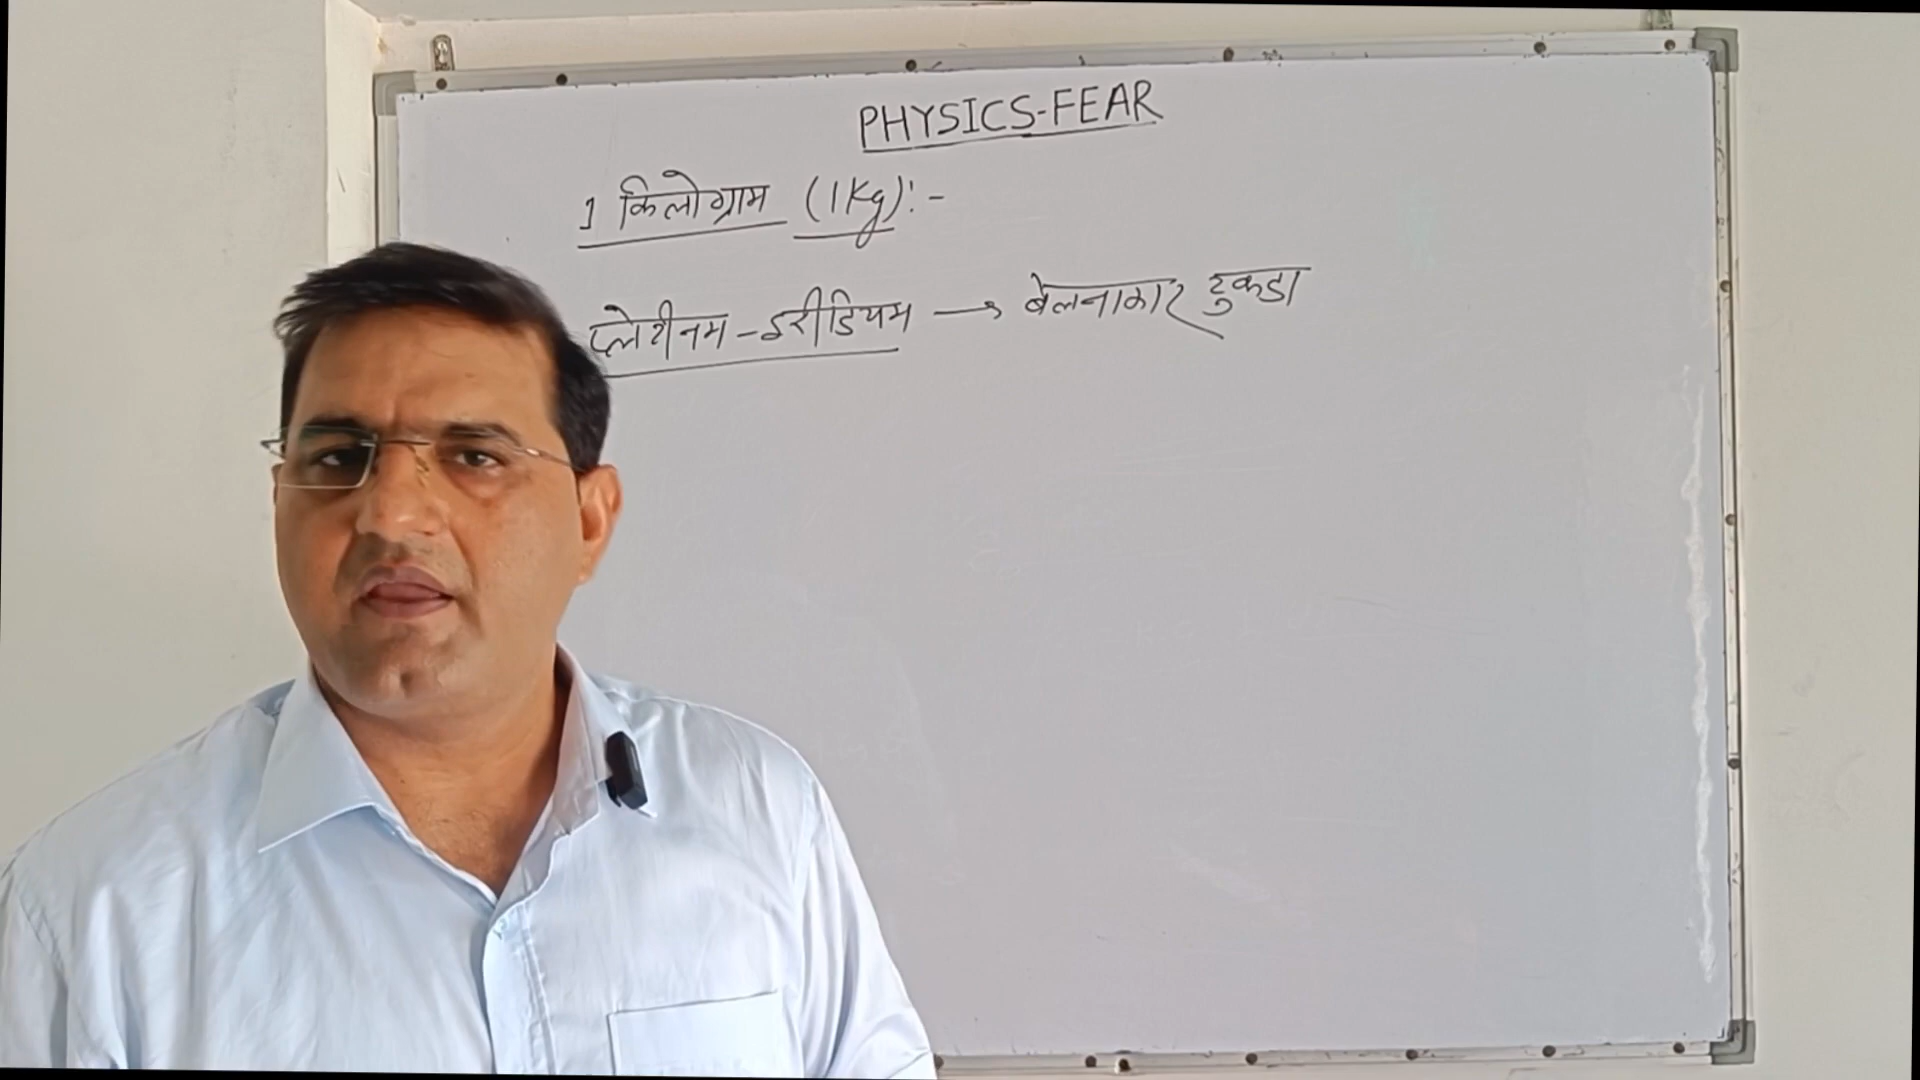 PHYSICS-FEAR
1 किलोग्राम (1Kg):-
प्लेटीनम-इरीडियम → बेलनाकार टुकडा